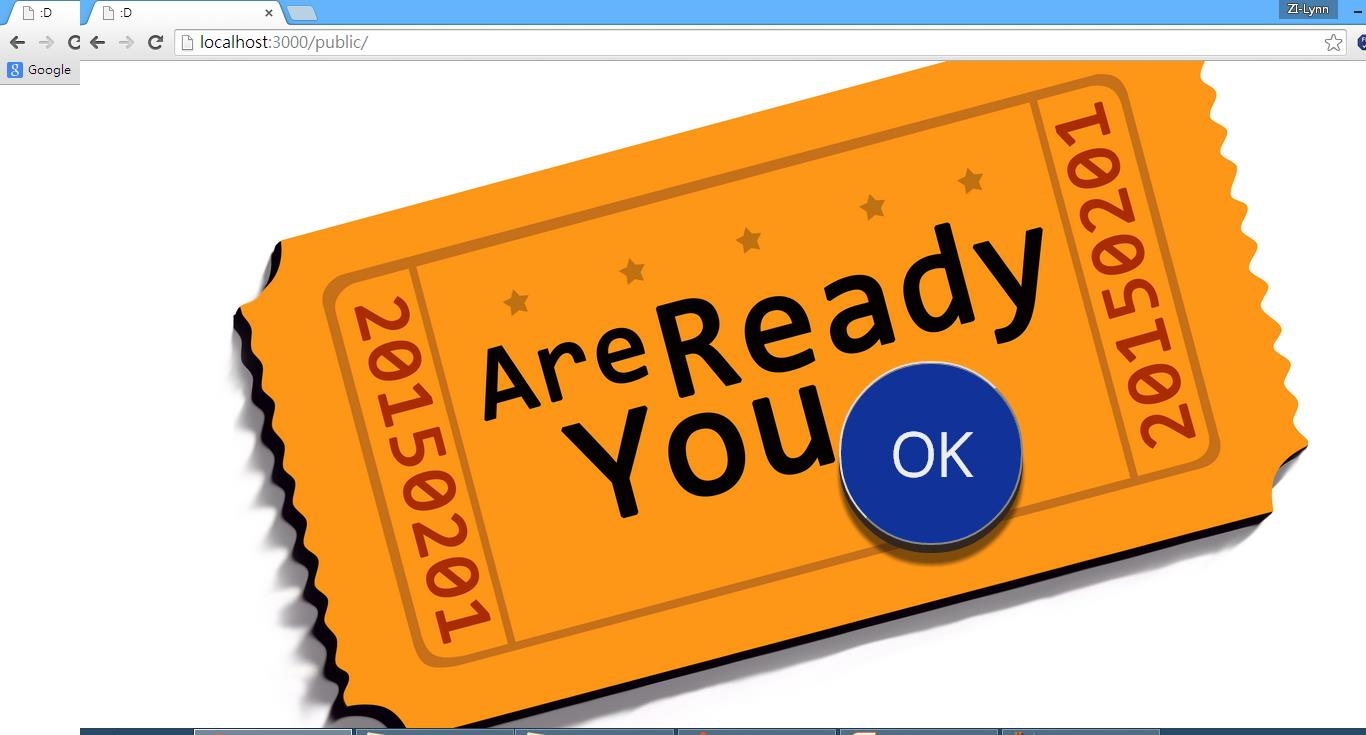 :D
:D
ZI-Lynn
localhost:3000/public/
Google
20150201
Are Ready
You
OK
20150201